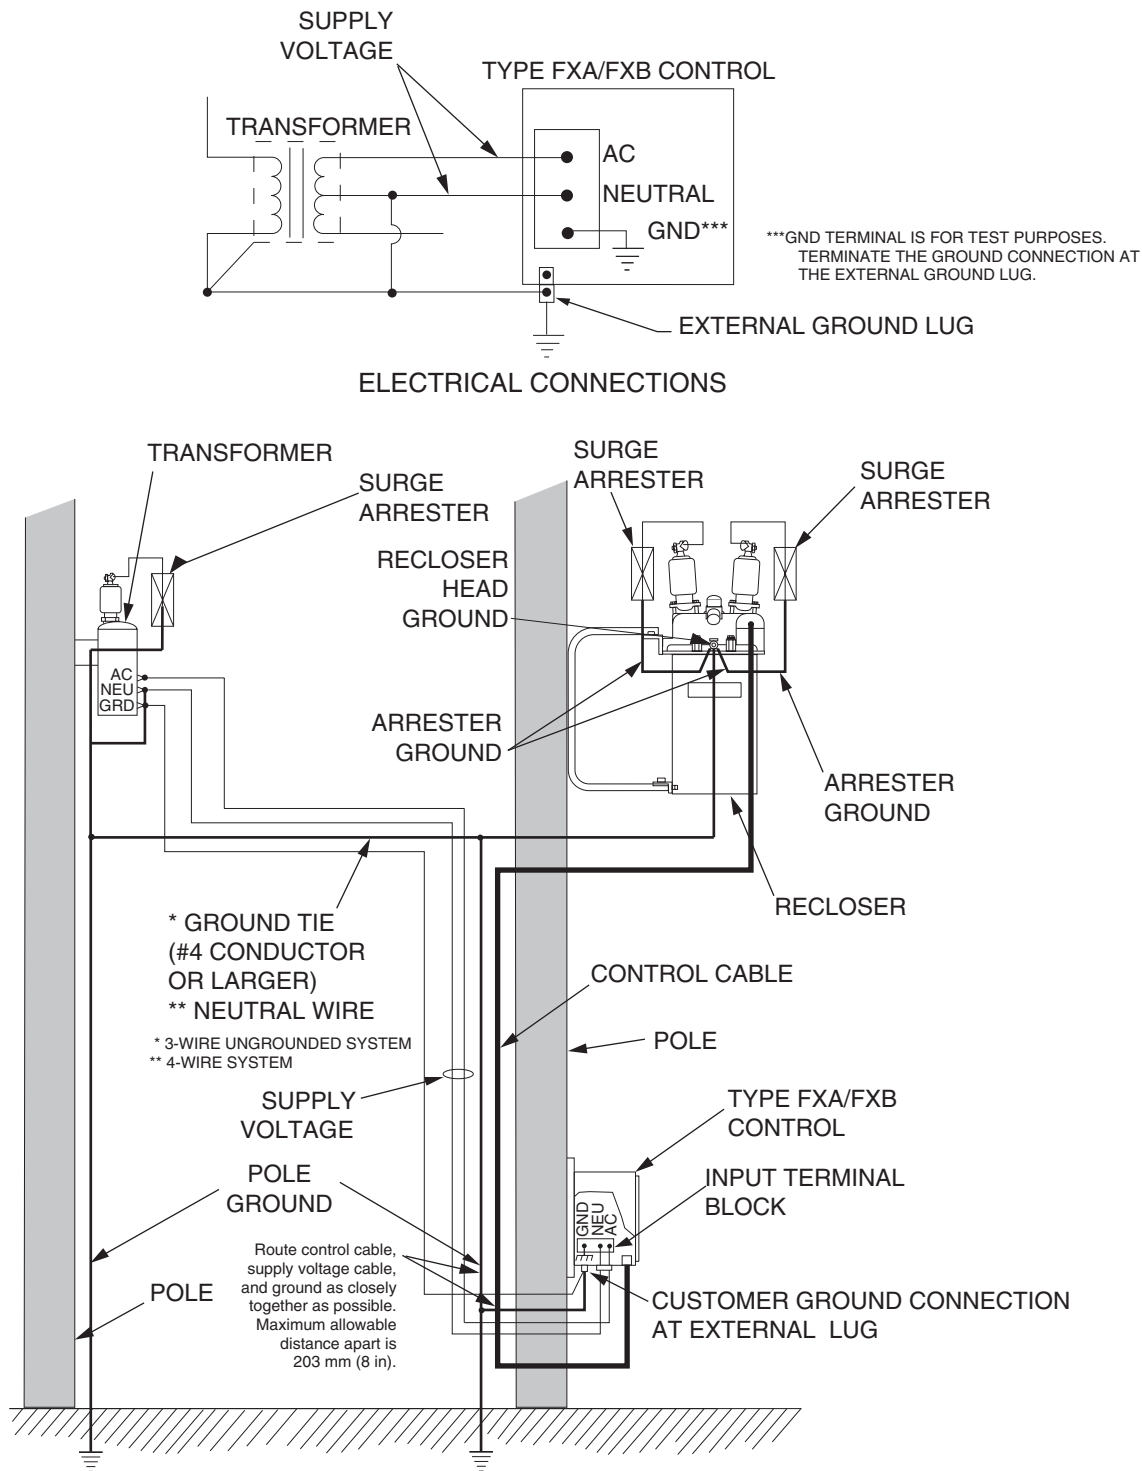 SUPPLY
VOLTAGE
TYPE FXA/FXB CONTROL
TRANSFORMER
AC
NEUTRAL
GND***
***GND TERMINAL IS FOR TEST PURPOSES.
TERMINATE THE GROUND CONNECTION AT
THE EXTERNAL GROUND LUG.
EXTERNAL GROUND LUG
ELECTRICAL CONNECTIONS
TRANSFORMER
SURGE
ARRESTER
SURGE
ARRESTER
SURGE
ARRESTER
RECLOSER
HEAD
GROUND
AC
NEU
GRD
ARRESTER
GROUND
ARRESTER
GROUND
RECLOSER
* GROUND TIE
(#4 CONDUCTOR
OR LARGER)
** NEUTRAL WIRE
* 3-WIRE UNGROUNDED SYSTEM
** 4-WIRE SYSTEM
CONTROL CABLE
POLE
SUPPLY
VOLTAGE
TYPE FXA/FXB
CONTROL
POLE
GROUND
INPUT TERMINAL
BLOCK
GND
NEU
AC
Route control cable,
supply voltage cable,
and ground as closely
together as possible.
Maximum allowable
distance apart is
203 mm (8 in).
POLE
CUSTOMER GROUND CONNECTION
AT EXTERNAL LUG